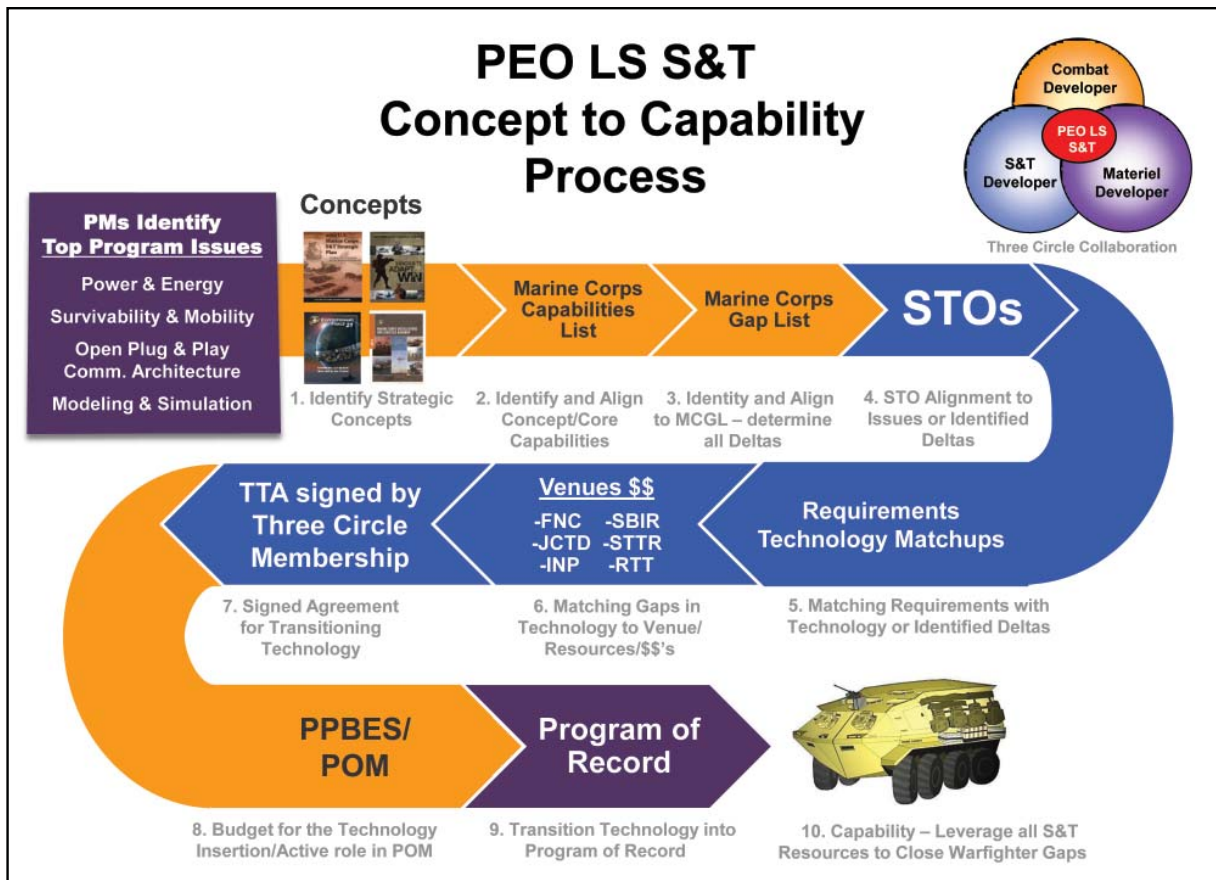 PEO LS S&T
Concept to Capability
Process
Combat
Developer
PEO LS
S&T
S&T
Developer
Materiel
Developer
Three Circle Collaboration
PMs Identify
Top Program Issues
Power & Energy
Survivability & Mobility
Open Plug & Play
Comm. Architecture
Modeling & Simulation
Concepts
Marine Corps
S&T Strategic
Plan
1. Identify Strategic
Concepts
Marine Corps
Capabilities
List
2. Identify and Align
Concept/Core
Capabilities
Marine Corps
Gap List
3. Identity and Align
to MCGL – determine
all Deltas
STOs
4. STO Alignment to
Issues or Identified
Deltas
Requirements
Technology Matchups
5. Matching Requirements with
Technology or Identified Deltas
Venues $$
-FNC -SBIR
-JCTD -STTR
-INP -RTT
6. Matching Gaps in
Technology to Venue/
Resources/$$'s
TTA signed by
Three Circle
Membership
7. Signed Agreement
for Transitioning
Technology
PPBES/
POM
8. Budget for the Technology
Insertion/Active role in POM
Program of
Record
9. Transition Technology into
Program of Record
10. Capability – Leverage all S&T
Resources to Close Warfighter Gaps